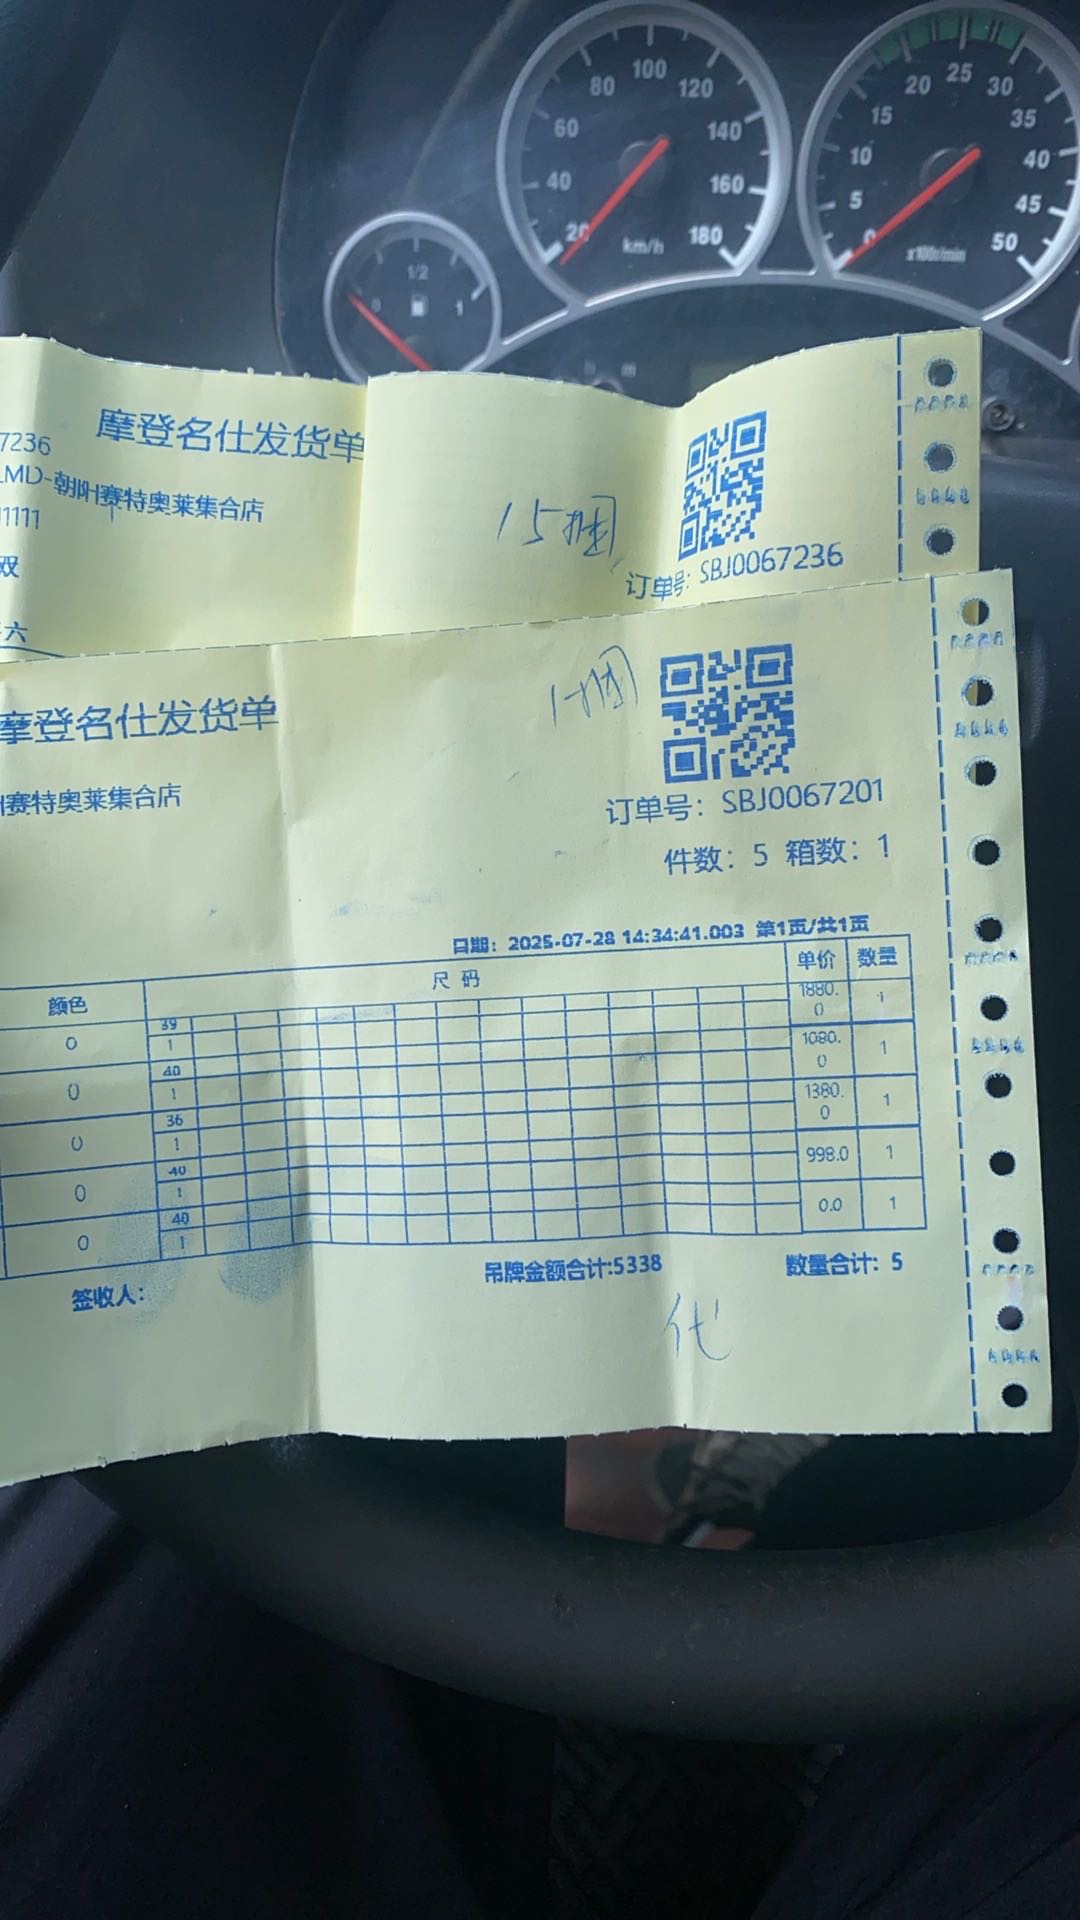 80 100 120
60 140
40 160
20 km/h 180
20 25 30
15 35
10 40
5 45
0 x100r/min 50
1/2
0 1
7236
摩登名仕发货单
LMD-朝阳赛特奥莱集合店
11111
双
六
15捆
订单号: SBJ0067236
摩登名仕发货单
1捆
赛特奥莱集合店
订单号: SBJ0067201
件数: 5 箱数: 1
日期: 2025-07-28 14:34:41.003 第1页/共1页
颜色 尺 码 单价 数量
0 39 1 1880.0 1
0 40 1 1080.0 1
0 36 1 1380.0 1
0 40 1 998.0 1
0 40 1 0.0 1
签收人: 吊牌金额合计:5338 数量合计: 5
代